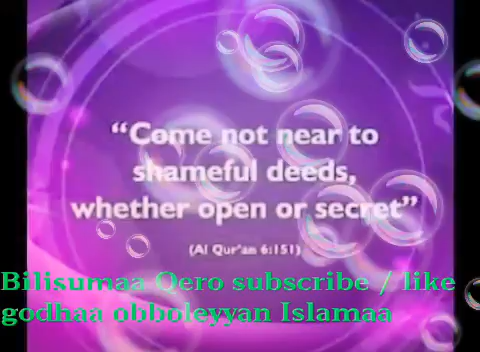 “Come not near to
shameful deeds,
whether open or secret”
(Al Qur'an 6:151)
Bilisumaa Qero subscribe / like
godhaa obboleyyan Islamaa